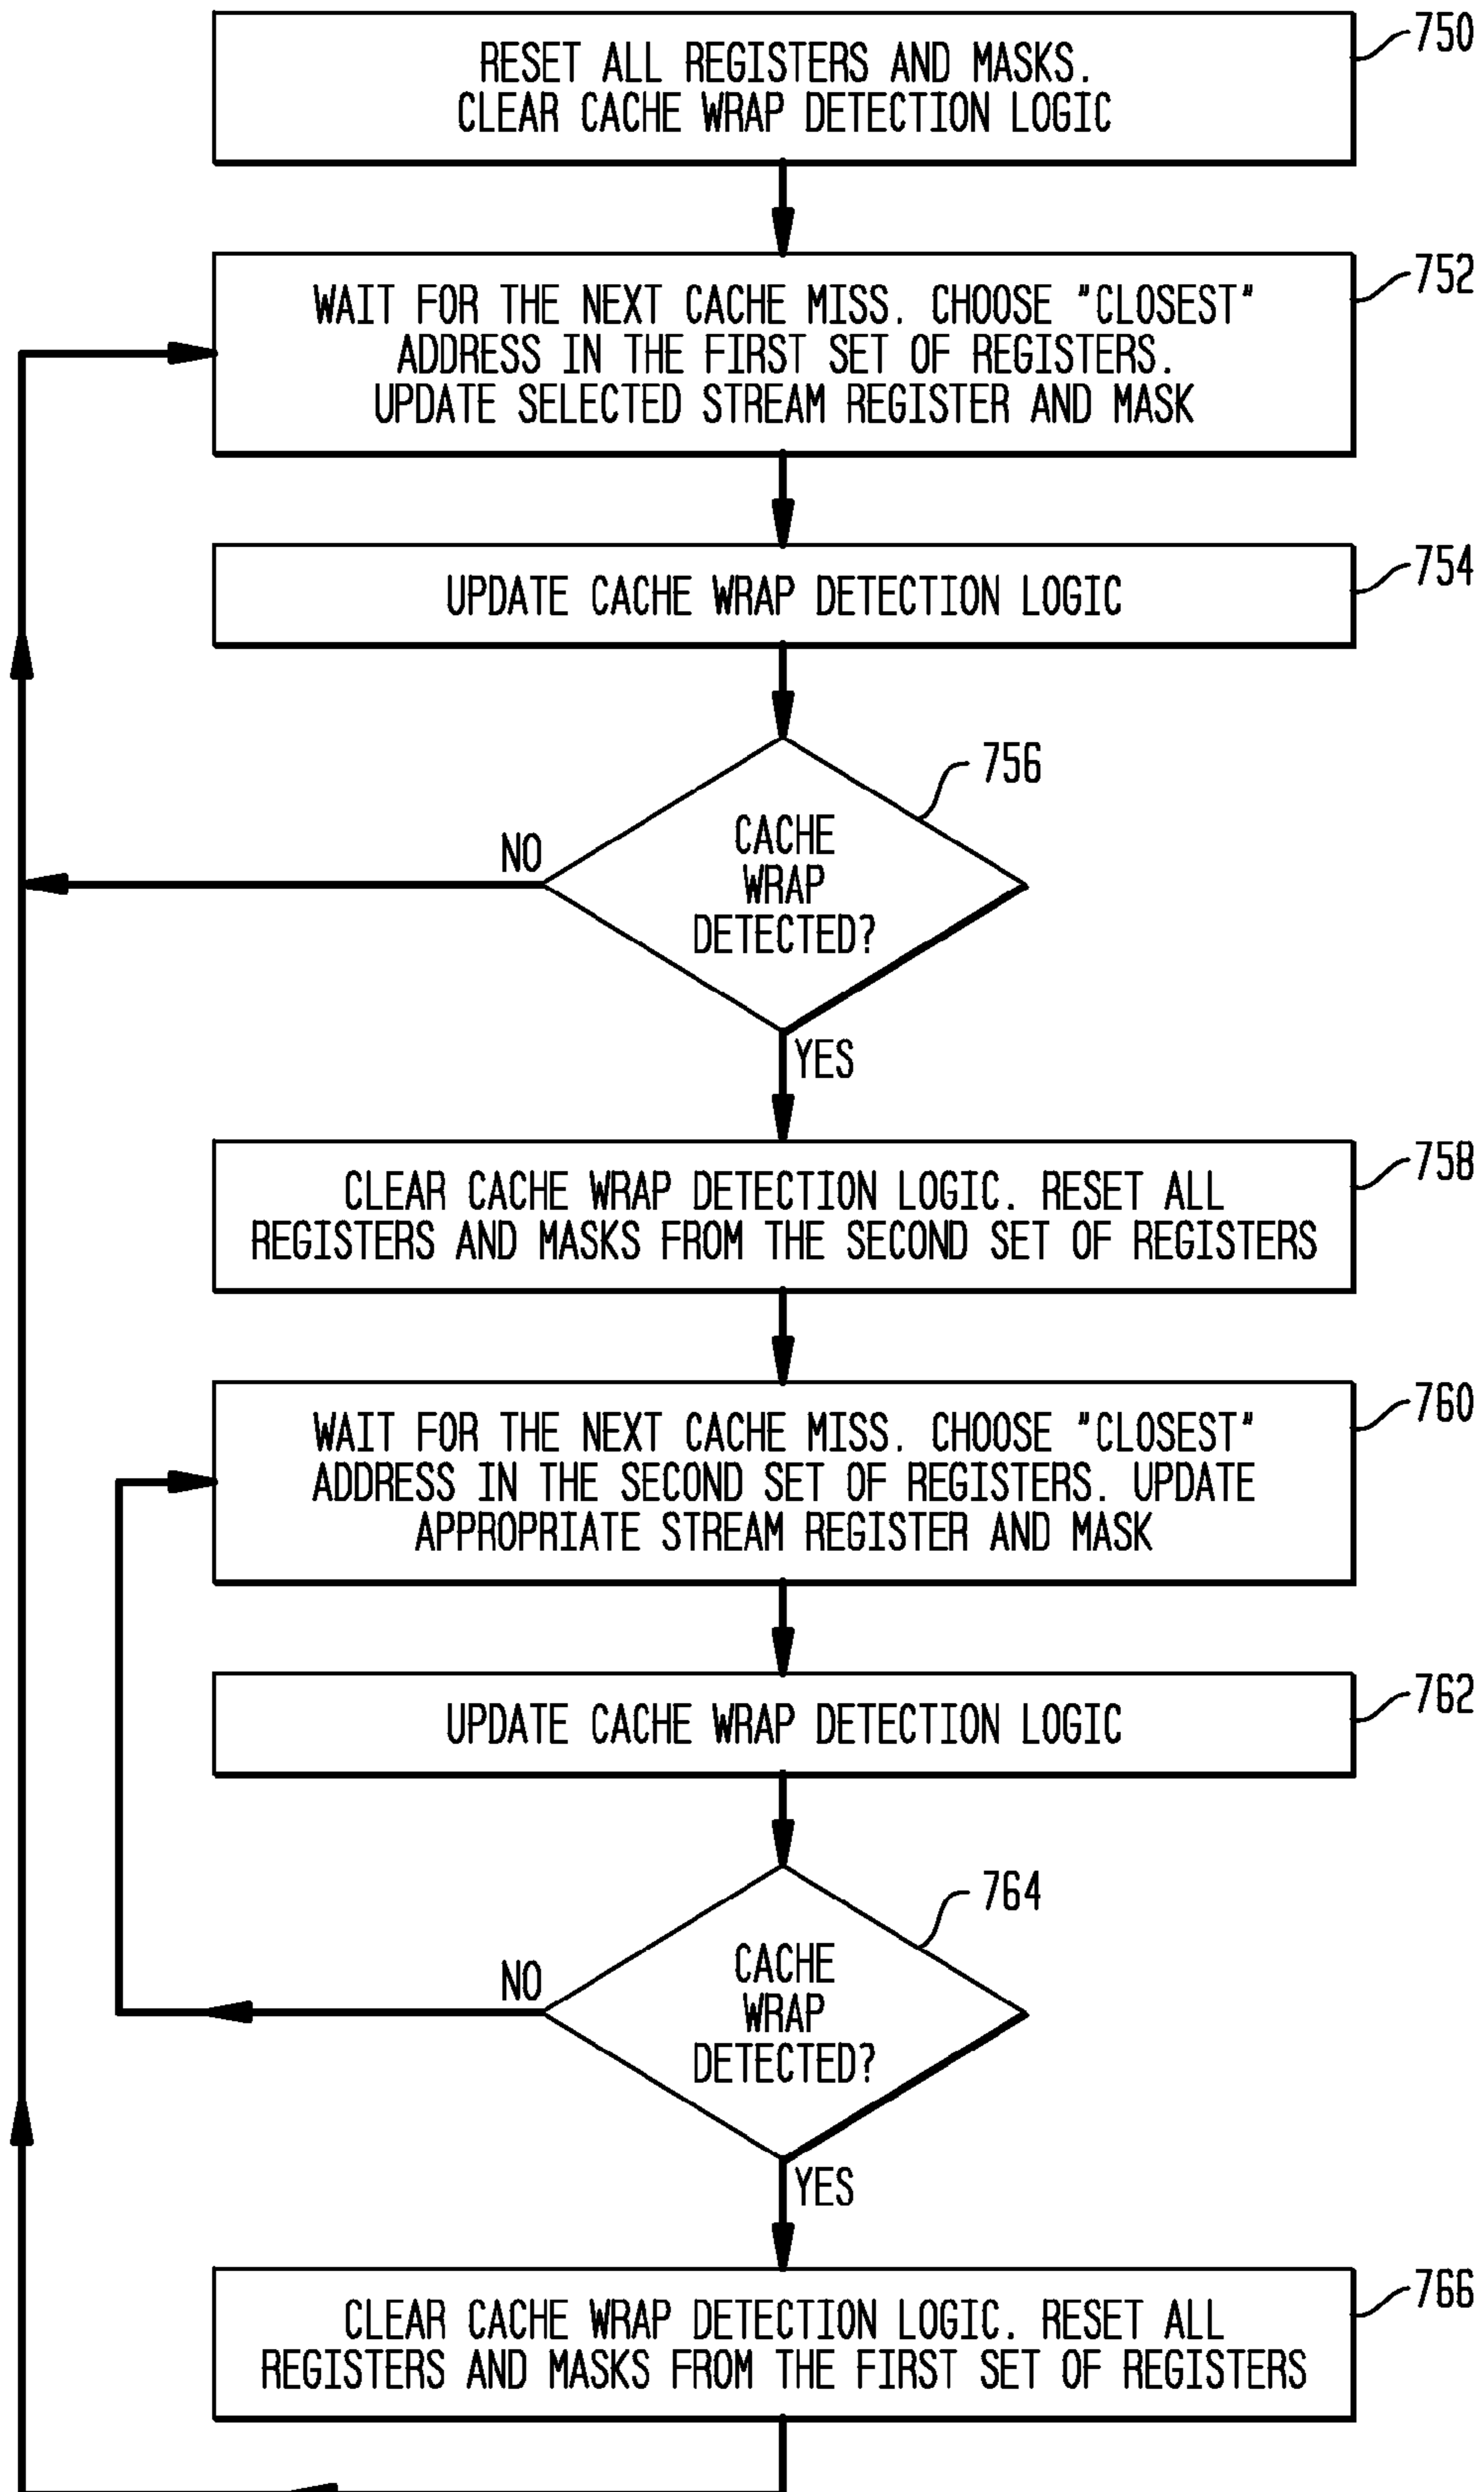 750
RESET ALL REGISTERS AND MASKS.
CLEAR CACHE WRAP DETECTION LOGIC
752
WAIT FOR THE NEXT CACHE MISS. CHOOSE "CLOSEST"
ADDRESS IN THE FIRST SET OF REGISTERS.
UPDATE SELECTED STREAM REGISTER AND MASK
754
UPDATE CACHE WRAP DETECTION LOGIC
756
CACHE
WRAP
DETECTED?
NO
YES
758
CLEAR CACHE WRAP DETECTION LOGIC. RESET ALL
REGISTERS AND MASKS FROM THE SECOND SET OF REGISTERS
760
WAIT FOR THE NEXT CACHE MISS. CHOOSE "CLOSEST"
ADDRESS IN THE SECOND SET OF REGISTERS. UPDATE
APPROPRIATE STREAM REGISTER AND MASK
762
UPDATE CACHE WRAP DETECTION LOGIC
764
CACHE
WRAP
DETECTED?
NO
YES
766
CLEAR CACHE WRAP DETECTION LOGIC. RESET ALL
REGISTERS AND MASKS FROM THE FIRST SET OF REGISTERS